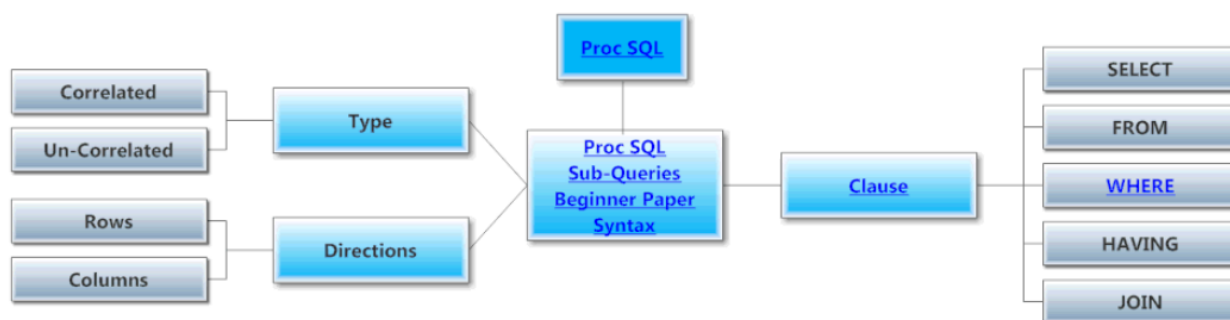 Proc SQL
Correlated
Un-Correlated
Type
Rows
Columns
Directions
Proc SQL
Sub-Queries
Beginner Paper
Syntax
Clause
SELECT
FROM
WHERE
HAVING
JOIN